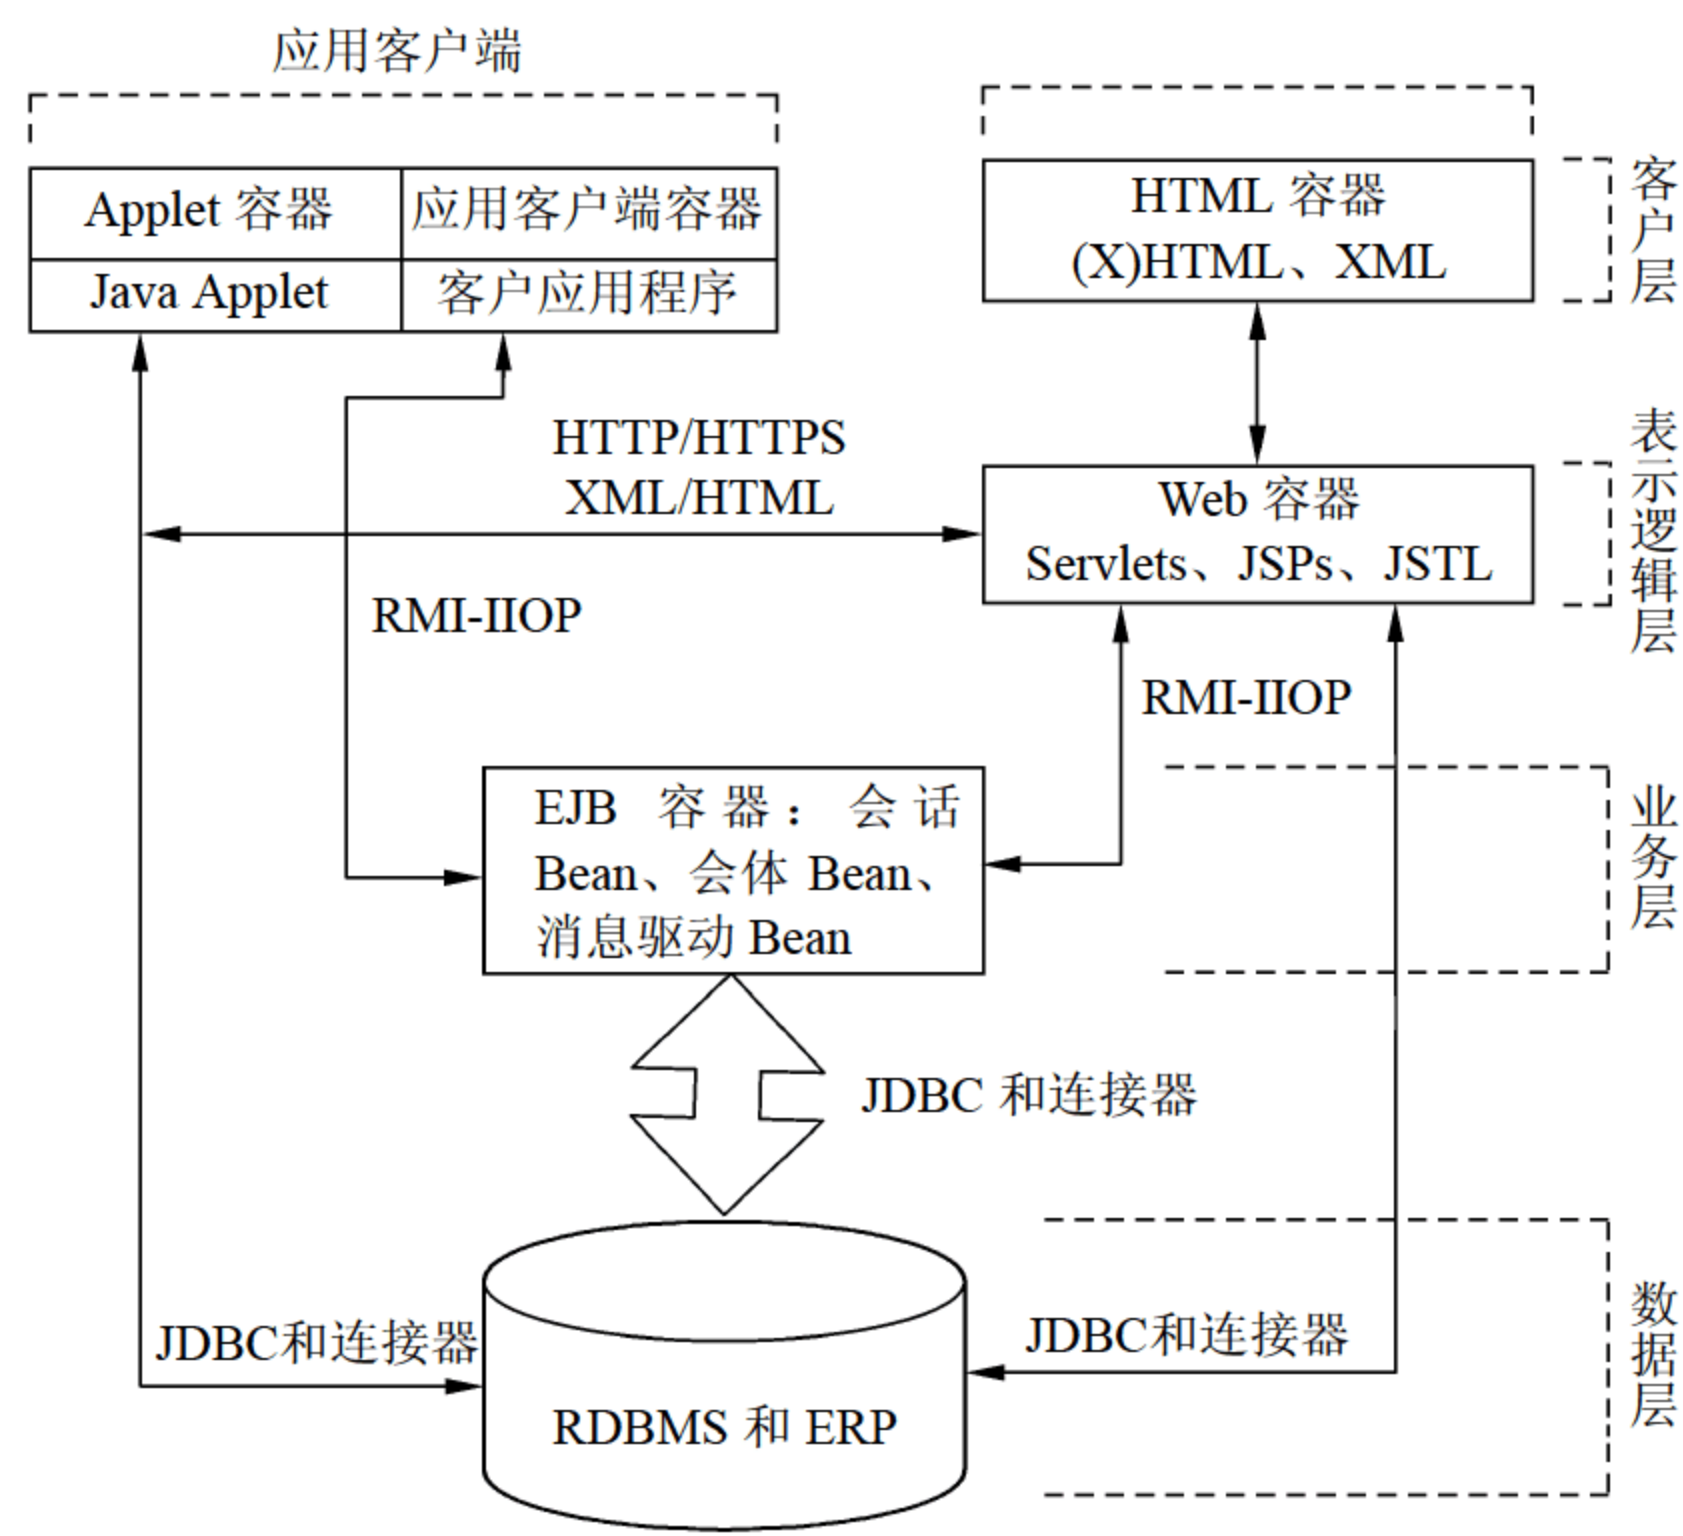 应用客户端
Applet 容器
应用客户端容器
Java Applet
客户应用程序
HTML 容器
(X)HTML、XML
客户层
HTTP/HTTPS
XML/HTML
Web 容器
Servlets、JSPs、JSTL
表示逻辑层
RMI-IIOP
RMI-IIOP
EJB 容器：会话
Bean、会体 Bean、
消息驱动 Bean
业务层
JDBC 和连接器
JDBC和连接器
JDBC和连接器
RDBMS 和 ERP
数据层